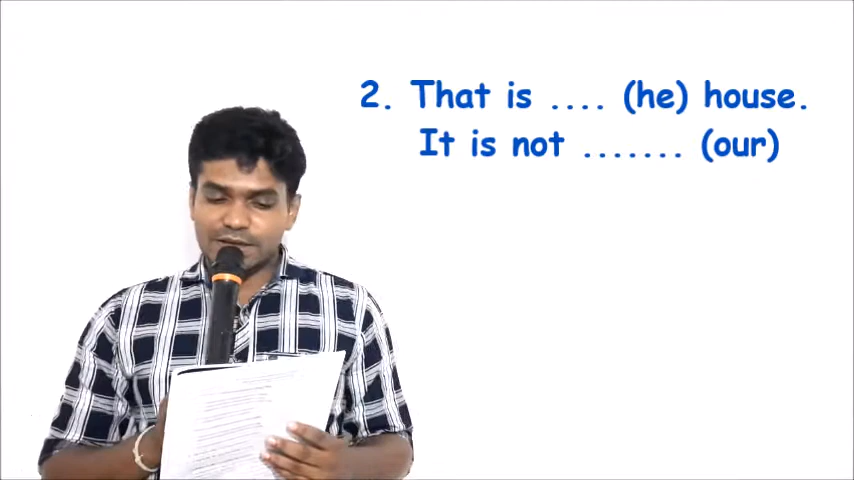 2. That is .... (he) house.
It is not ....... (our)